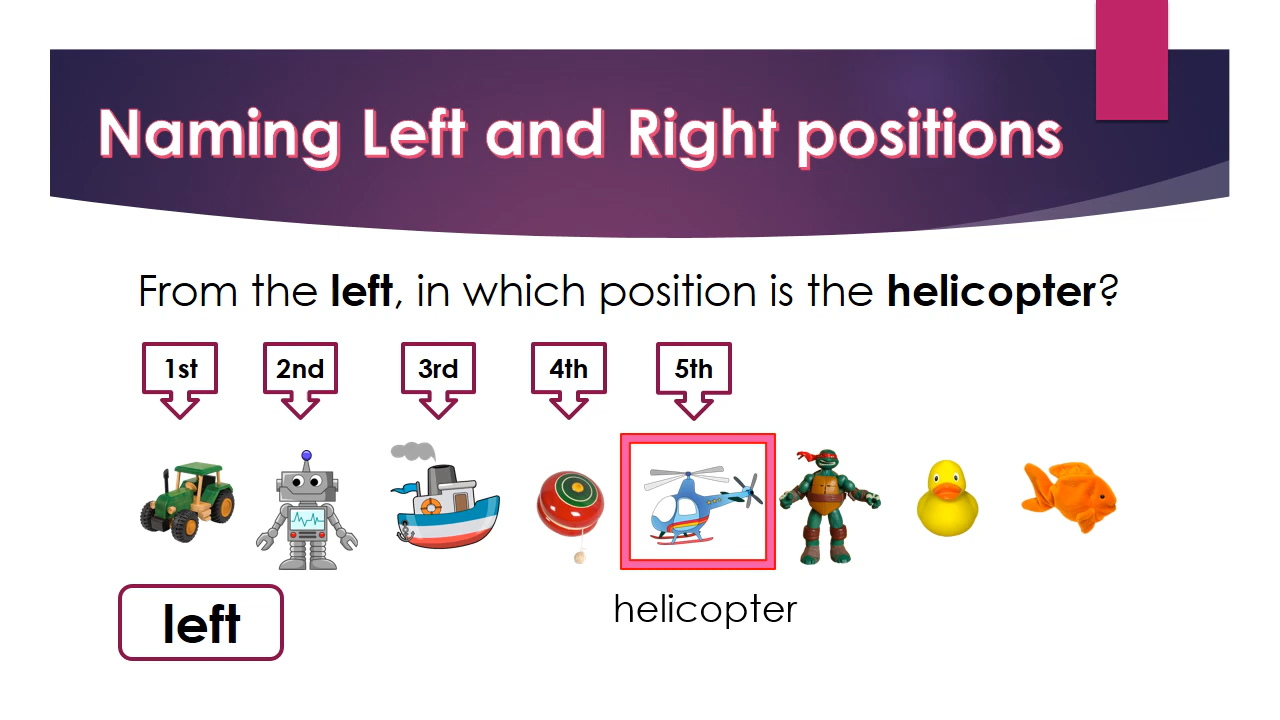 Naming Left and Right positions
From the left, in which position is the helicopter?
1st 2nd 3rd 4th 5th
helicopter
left